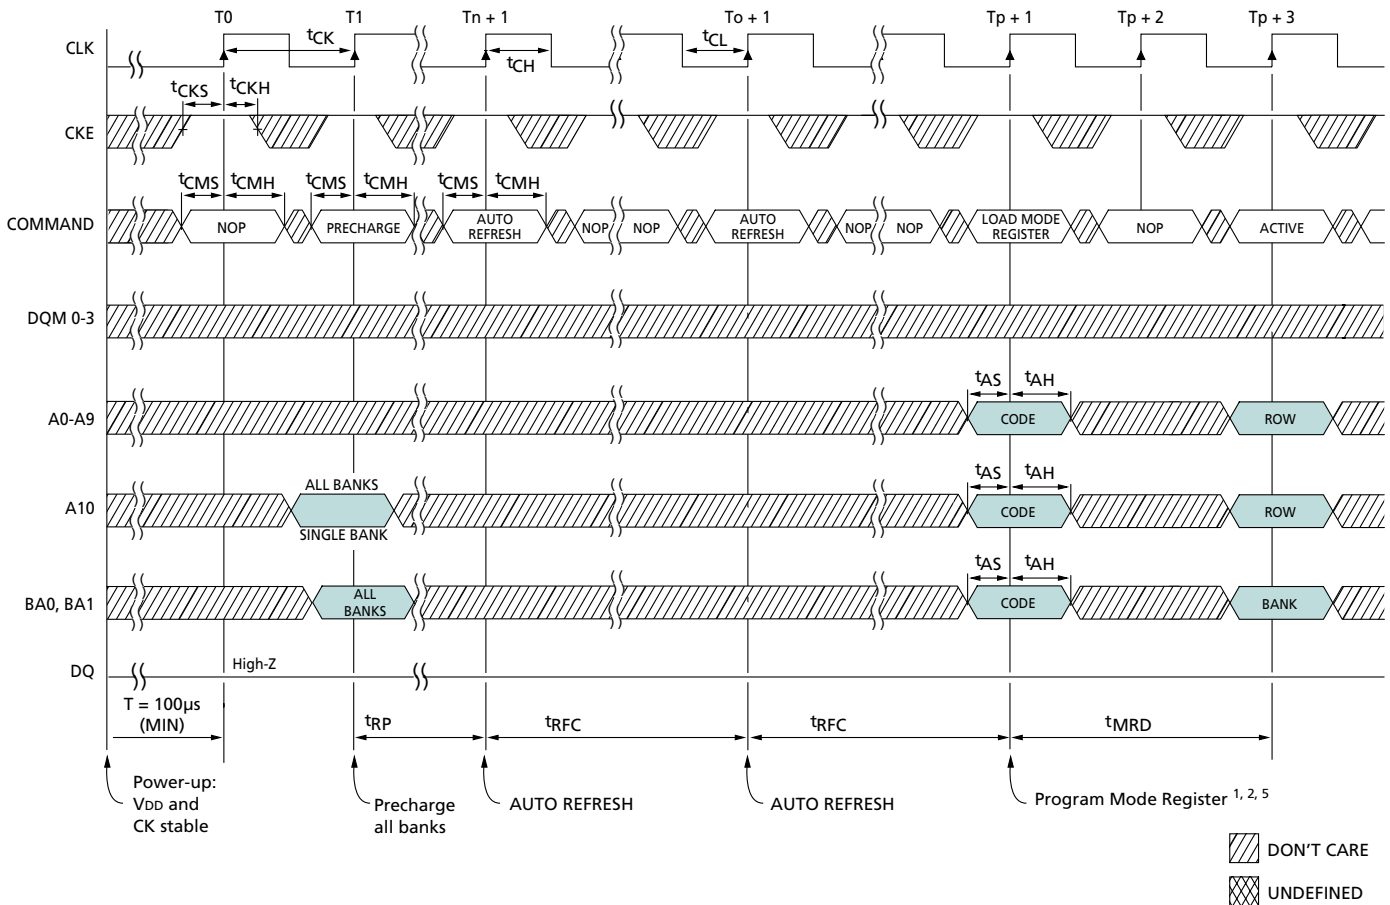 T0 T1 Tn + 1 To + 1 Tp + 1 Tp + 2 Tp + 3
CLK
tCK tCH tCL
tCKS tCKH
CKE
tCMS tCMH tCMS tCMH tCMS tCMH
COMMAND NOP PRECHARGE AUTO REFRESH NOP NOP AUTO REFRESH NOP NOP LOAD MODE REGISTER NOP ACTIVE
DQM 0-3
tAS tAH
A0-A9 CODE ROW
tAS tAH
ALL BANKS
A10 CODE ROW
SINGLE BANK
tAS tAH
BA0, BA1 ALL BANKS CODE BANK
DQ High-Z
T = 100µs
(MIN)
tRP tRFC tRFC tMRD
Power-up:
VDD and
CK stable
Precharge
all banks
AUTO REFRESH
AUTO REFRESH
Program Mode Register 1, 2, 5
DON'T CARE
UNDEFINED